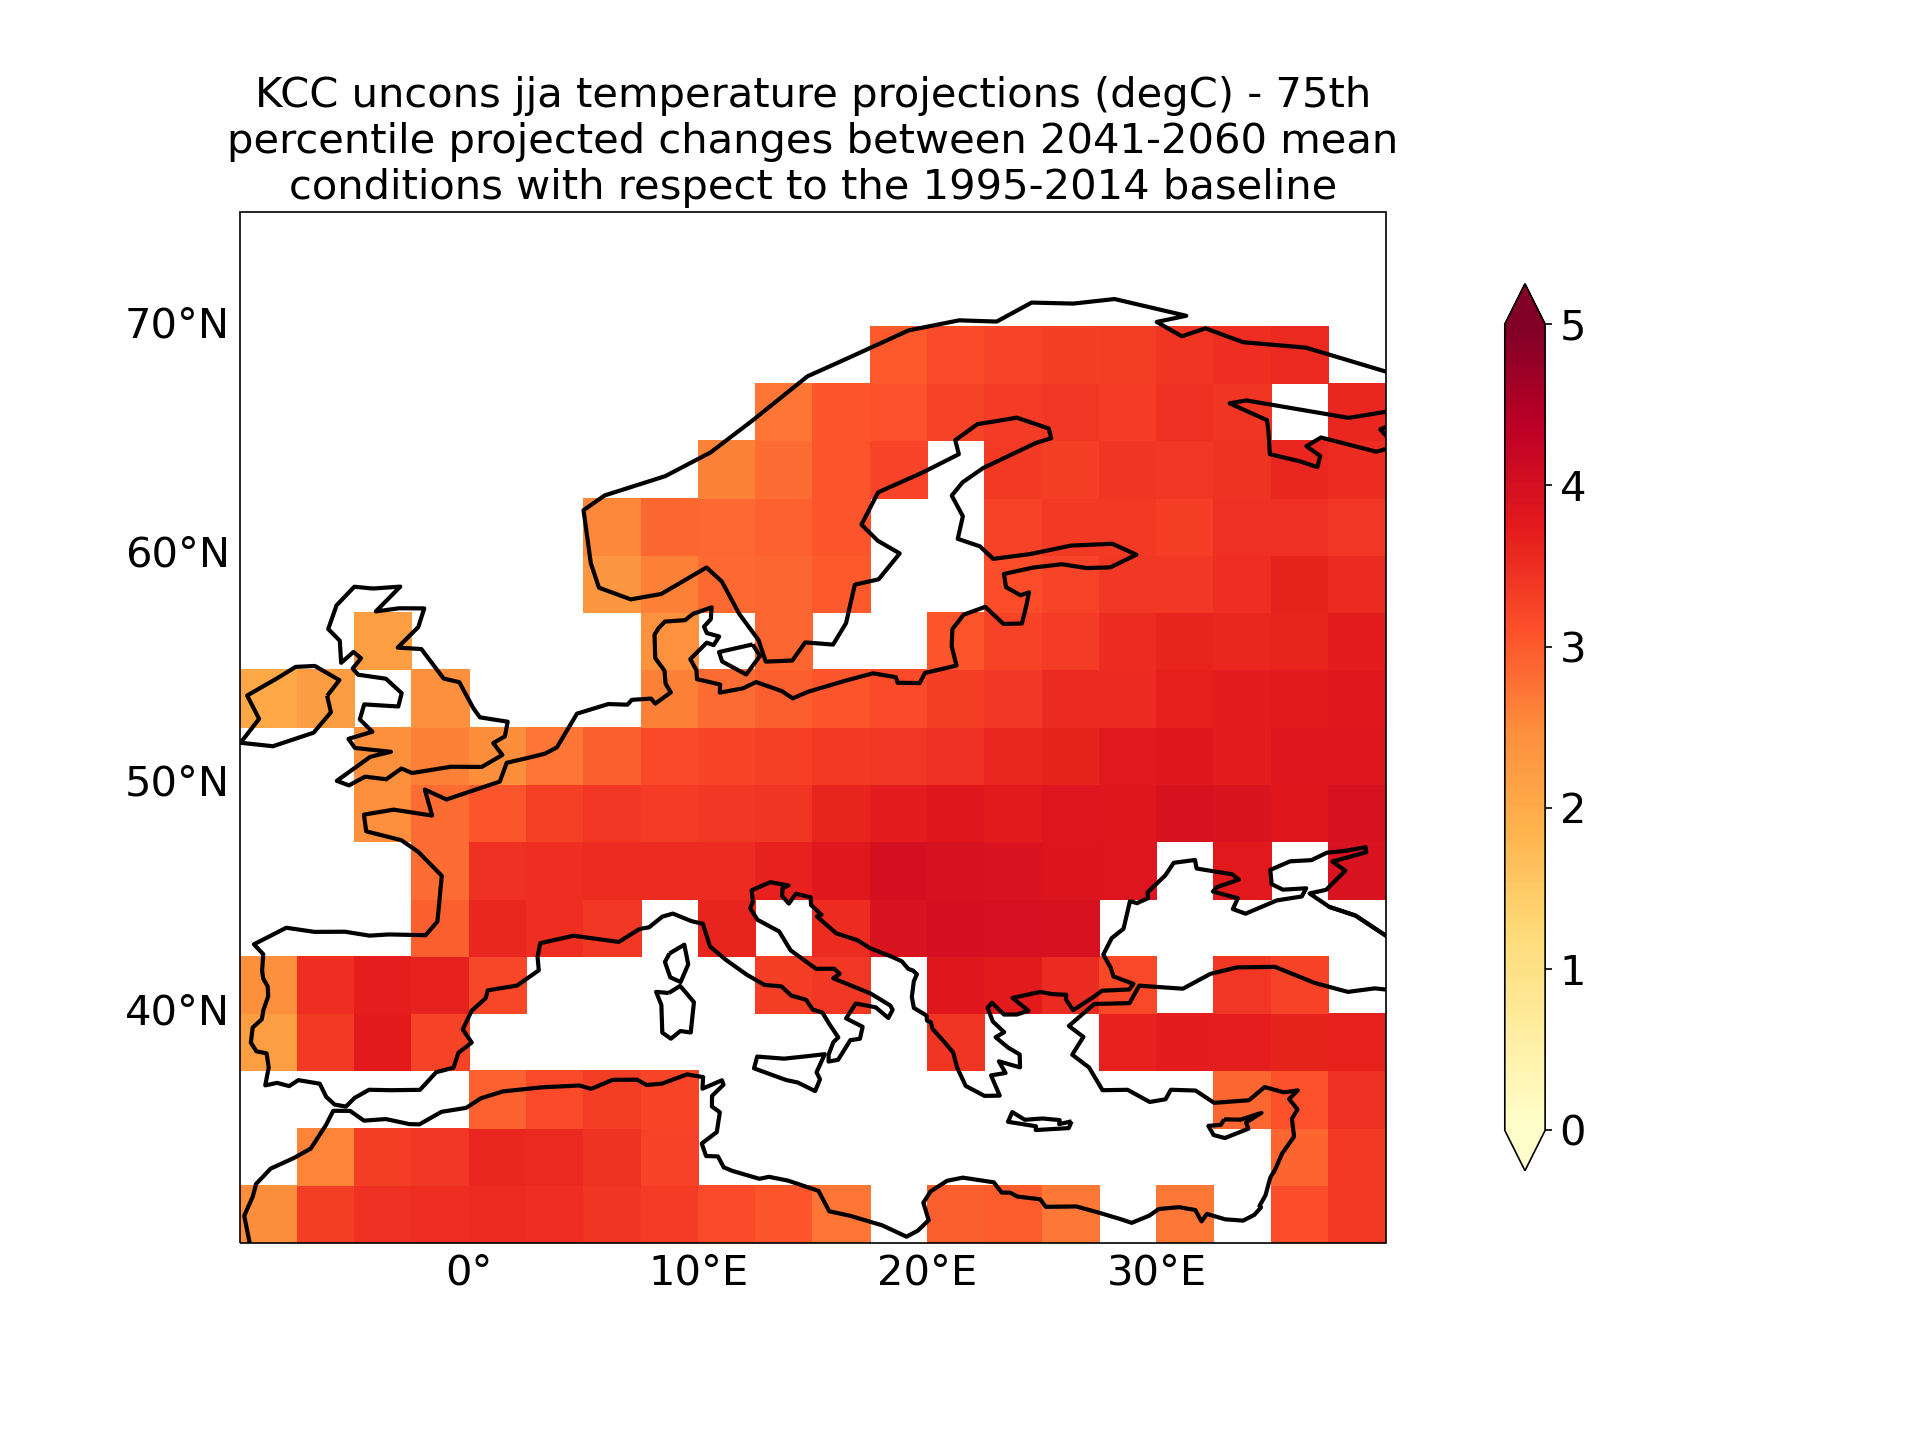 KCC uncons jja temperature projections (degC) - 75th
percentile projected changes between 2041-2060 mean
conditions with respect to the 1995-2014 baseline
70°N
60°N
50°N
40°N
0°
10°E
20°E
30°E
5
4
3
2
1
0